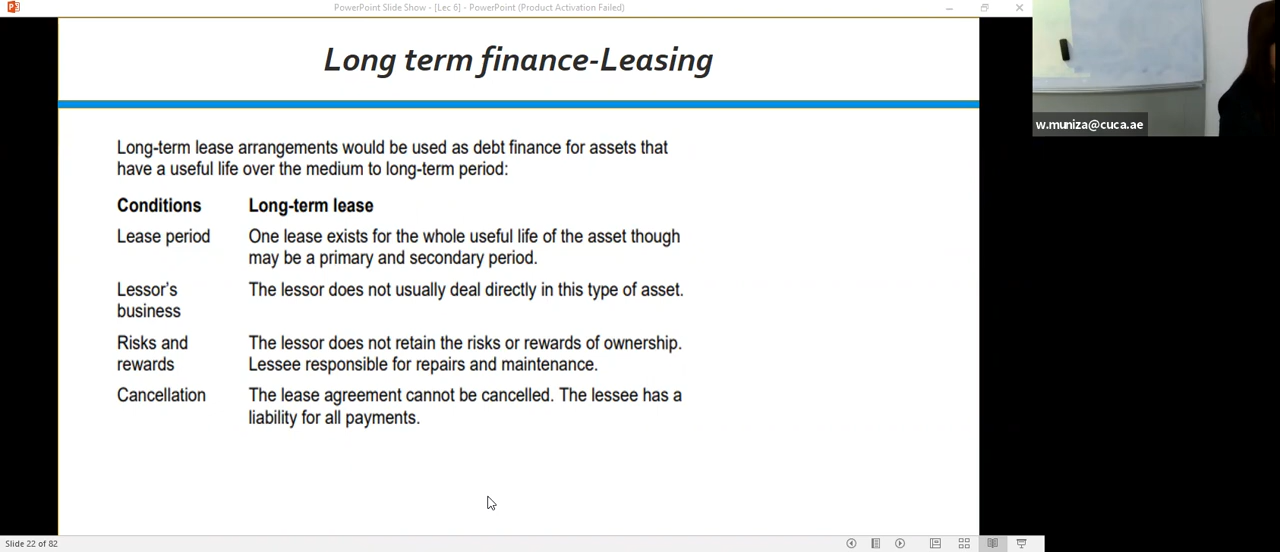 PowerPoint Slide Show - [Lec 6] - PowerPoint (Product Activation Failed)
Long term finance-Leasing
w.muniza@cuca.ae
Long-term lease arrangements would be used as debt finance for assets that
have a useful life over the medium to long-term period:
Conditions Long-term lease
Lease period One lease exists for the whole useful life of the asset though
may be a primary and secondary period.
Lessor's The lessor does not usually deal directly in this type of asset.
business
Risks and The lessor does not retain the risks or rewards of ownership.
rewards Lessee responsible for repairs and maintenance.
Cancellation The lease agreement cannot be cancelled. The lessee has a
liability for all payments.
Slide 22 of 82